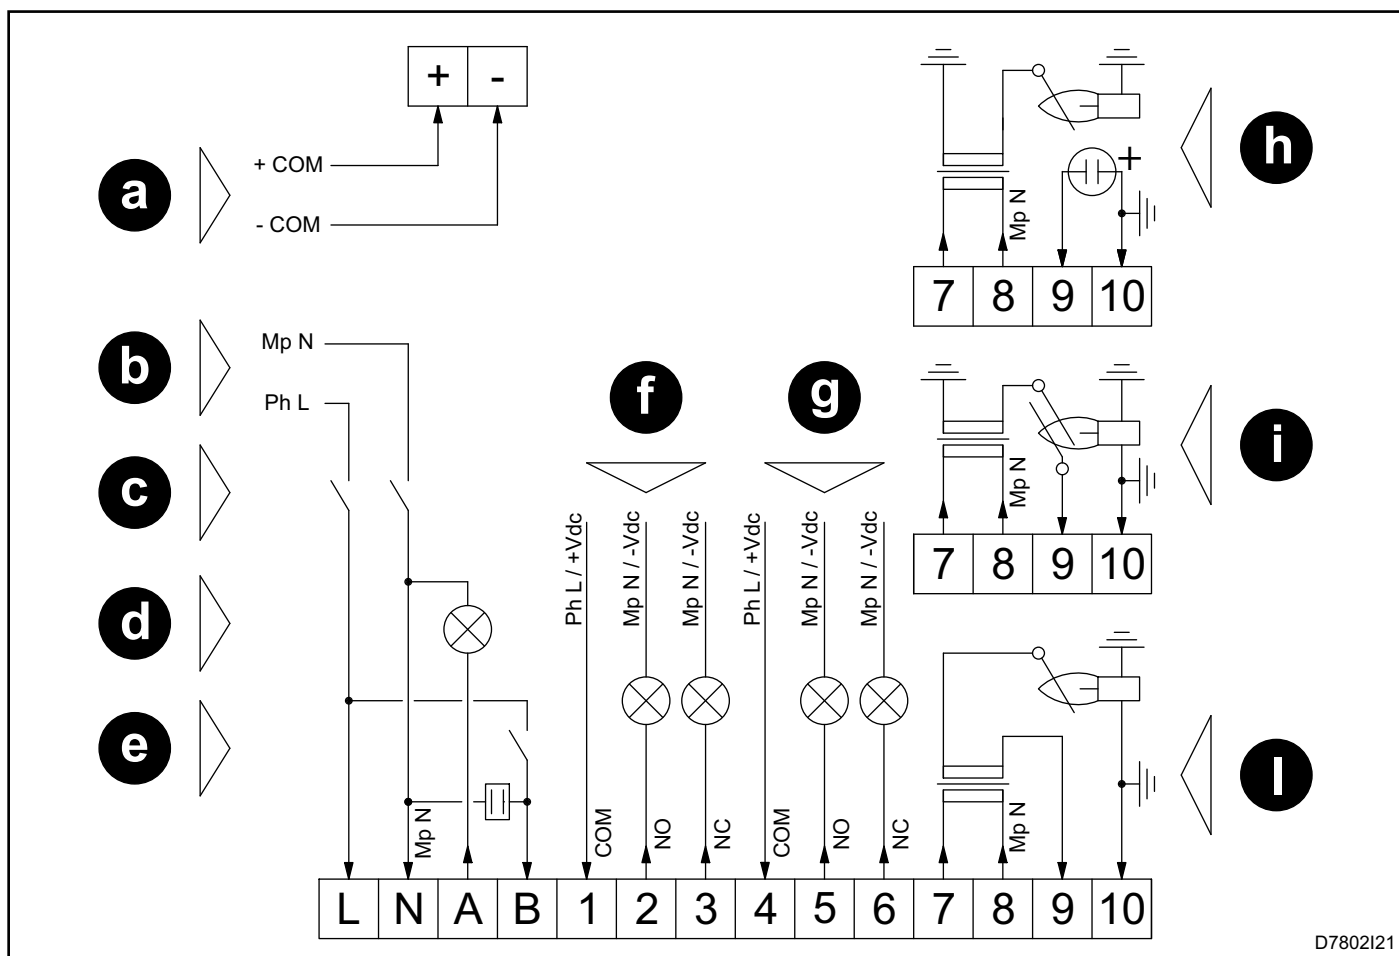 + -
a
+ COM
- COM
b
Mp N
Ph L
c
d
e
Mp N
f
Ph L / +Vdc
Mp N / -Vdc
Mp N / -Vdc
COM
NO
NC
g
Ph L / +Vdc
Mp N / -Vdc
Mp N / -Vdc
COM
NO
NC
h
+
Mp N
7 8 9 10
i
Mp N
7 8 9 10
l
Mp N
L N A B 1 2 3 4 5 6 7 8 9 10
D7802I21